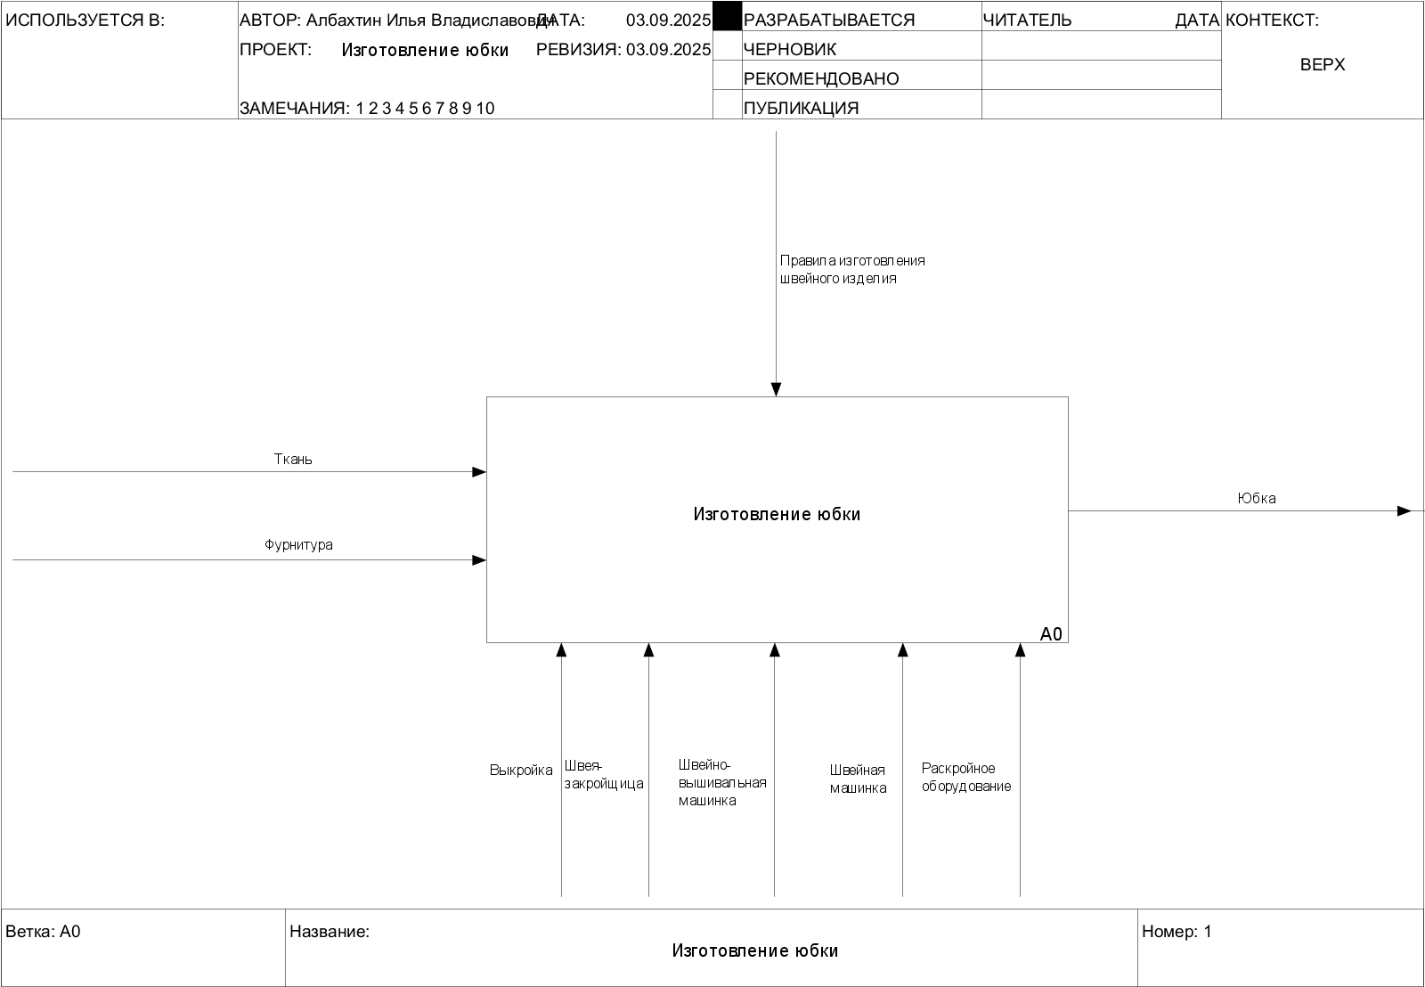 ИСПОЛЬЗУЕТСЯ В:
АВТОР: Албахтин Илья Владиславович
ДАТА: 03.09.2025
РАЗРАБАТЫВАЕТСЯ
ЧИТАТЕЛЬ ДАТА
КОНТЕКСТ:
ПРОЕКТ: Изготовление юбки
РЕВИЗИЯ: 03.09.2025
ЧЕРНОВИК
ВЕРХ
РЕКОМЕНДОВАНО
ЗАМЕЧАНИЯ: 1 2 3 4 5 6 7 8 9 10
ПУБЛИКАЦИЯ
Правила изготовления
швейного изделия
Ткань
Фурнитура
Изготовление юбки
A0
Юбка
Выкройка
Швея-
закройщица
Швейно-
вышивальная
машинка
Швейная
машинка
Раскройное
оборудование
Ветка: A0
Название:
Изготовление юбки
Номер: 1